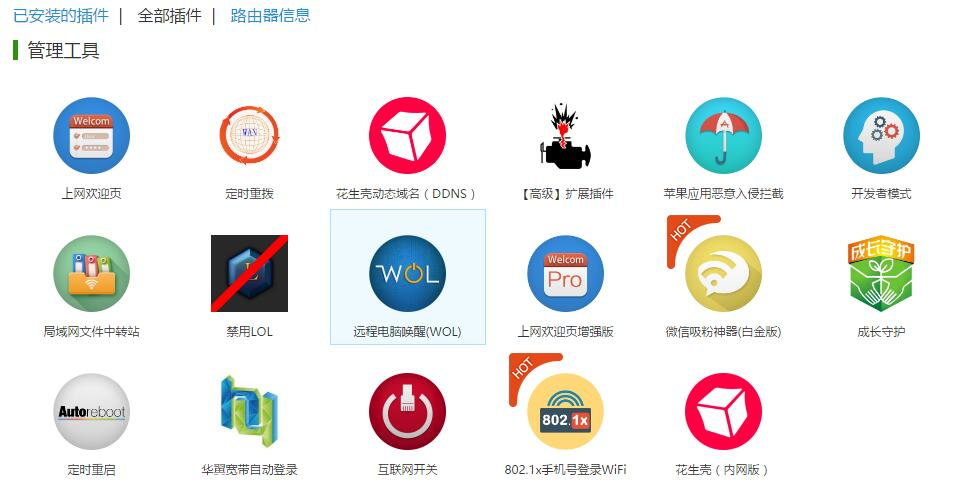 已安装的插件 | 全部插件 | 路由器信息
管理工具
Welcom
WAN
上网欢迎页
定时重拨
花生壳动态域名（DDNS）
【高级】扩展插件
苹果应用恶意入侵拦截
开发者模式
L
WOL
Welcom
Pro
HOT
成长守护
局域网文件中转站
禁用LOL
远程电脑唤醒(WOL)
上网欢迎页增强版
微信吸粉神器(白金版)
成长守护
Autoreboot
HOT
802.1x
定时重启
华翼宽带自动登录
互联网开关
802.1x手机号登录WiFi
花生壳（内网版）